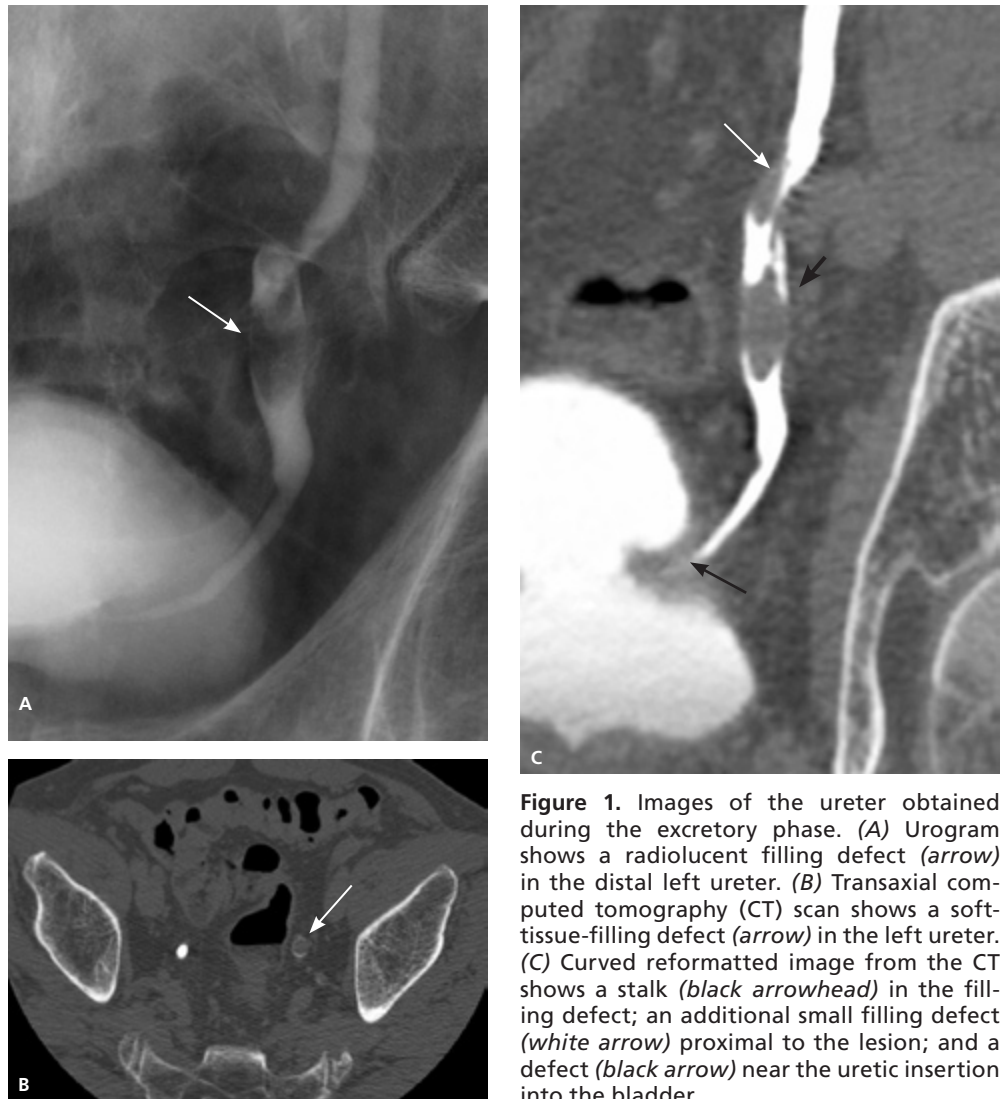 A
B
C
Figure 1. Images of the ureter obtained
during the excretory phase. (A) Urogram
shows a radiolucent filling defect (arrow)
in the distal left ureter. (B) Transaxial com-
puted tomography (CT) scan shows a soft-
tissue-filling defect (arrow) in the left ureter.
(C) Curved reformatted image from the CT
shows a stalk (black arrowhead) in the fill-
ing defect; an additional small filling defect
(white arrow) proximal to the lesion; and a
defect (black arrow) near the uretic insertion
into the bladder.